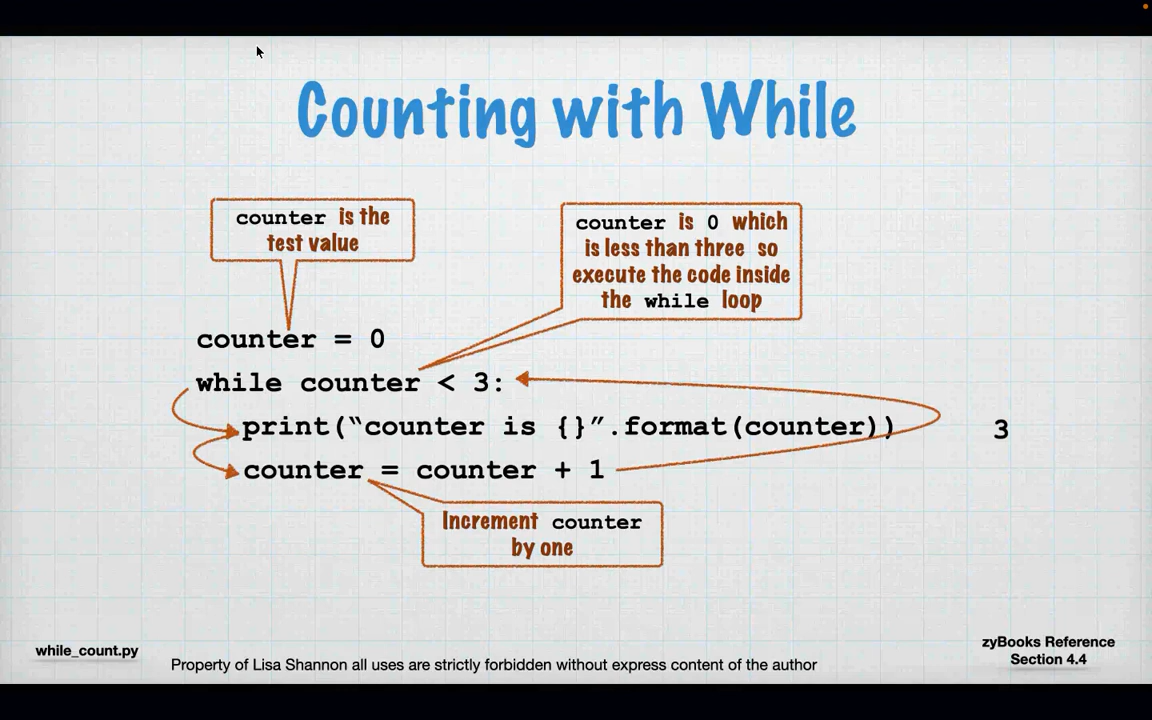 Counting with While
counter is the
test value
counter is 0 which
is less than three so
execute the code inside
the while loop
counter = 0
while counter < 3:
print(“counter is {}”.format(counter))
3
counter = counter + 1
Increment counter
by one
while_count.py
Property of Lisa Shannon all uses are strictly forbidden without express content of the author
zyBooks Reference
Section 4.4